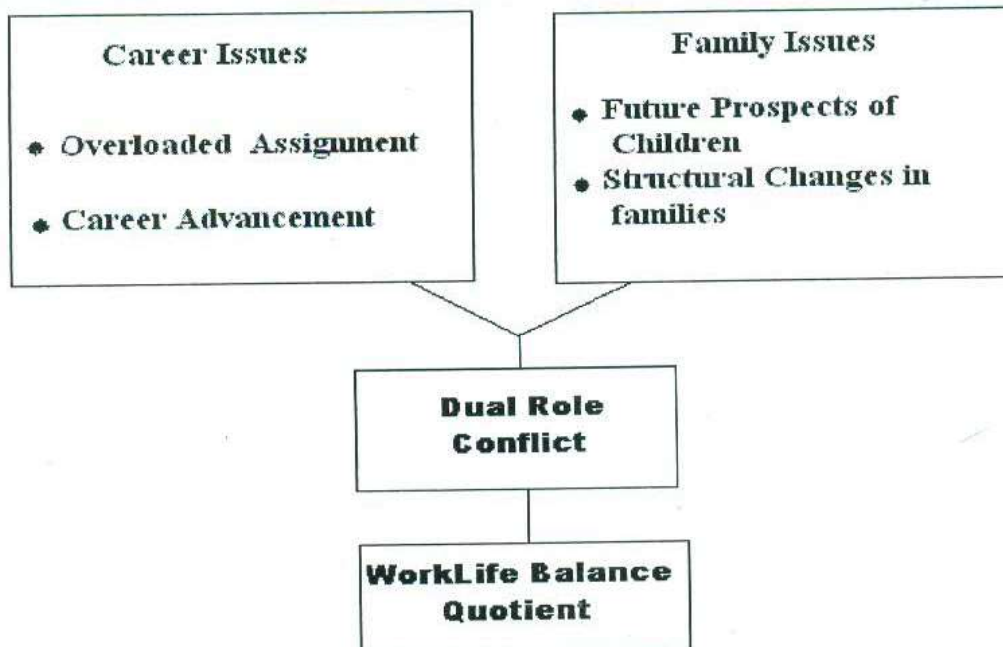 Career Issues
* Overloaded Assignment
* Career Advancement
Family Issues
* Future Prospects of
Children
* Structural Changes in
families
Dual Role
Conflict
WorkLife Balance
Quotient